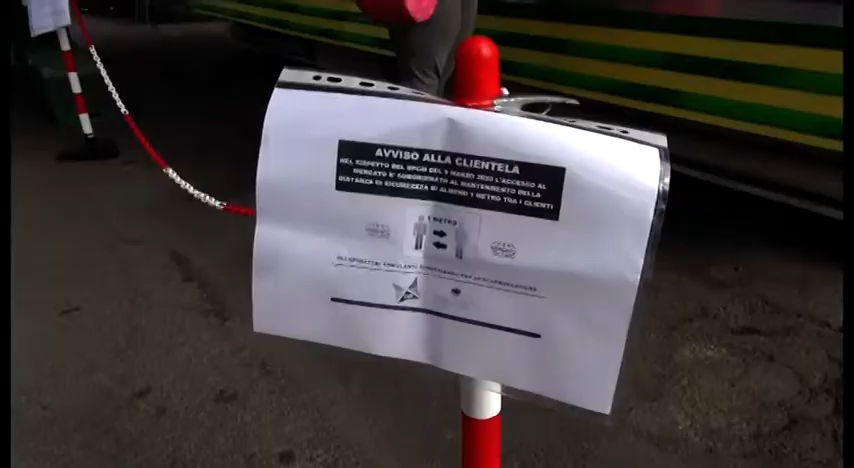 AVVISO ALLA CLIENTELA
NEL RISPETTO DEL DPCM DEL 8 MARZO 2020 L'ACCESSO AL
MERCATO E' SUBORDINATO AL MANTENIMENTO DELLA
DISTANZA DI SICUREZZA DI ALMENO 1 METRO TRA I CLIENTI
1 METRO